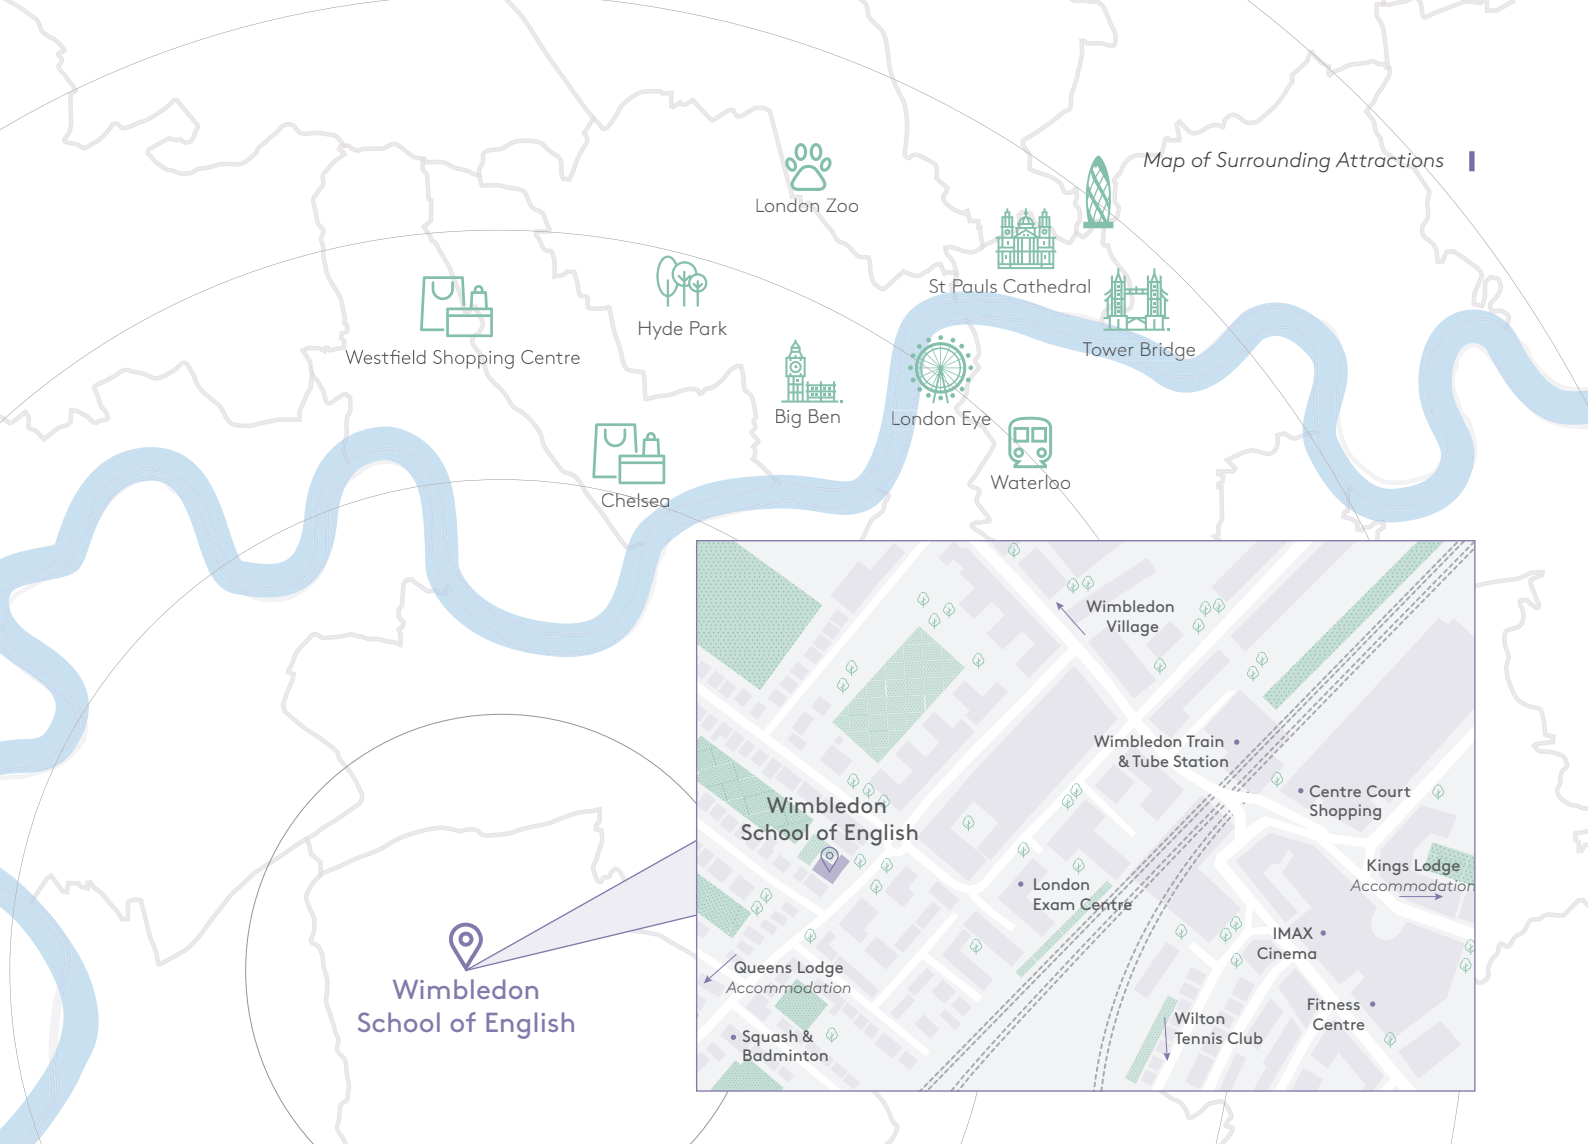 Map of Surrounding Attractions
London Zoo
St Pauls Cathedral
Hyde Park
Tower Bridge
Westfield Shopping Centre
Big Ben
London Eye
Waterloo
Chelsea
Wimbledon
School of English
Wimbledon
Village
Wimbledon Train
& Tube Station
Centre Court
Shopping
Wimbledon
School of English
Kings Lodge
Accommodation
London
Exam Centre
IMAX
Cinema
Queens Lodge
Accommodation
Fitness
Centre
Wilton
Tennis Club
Squash &
Badminton